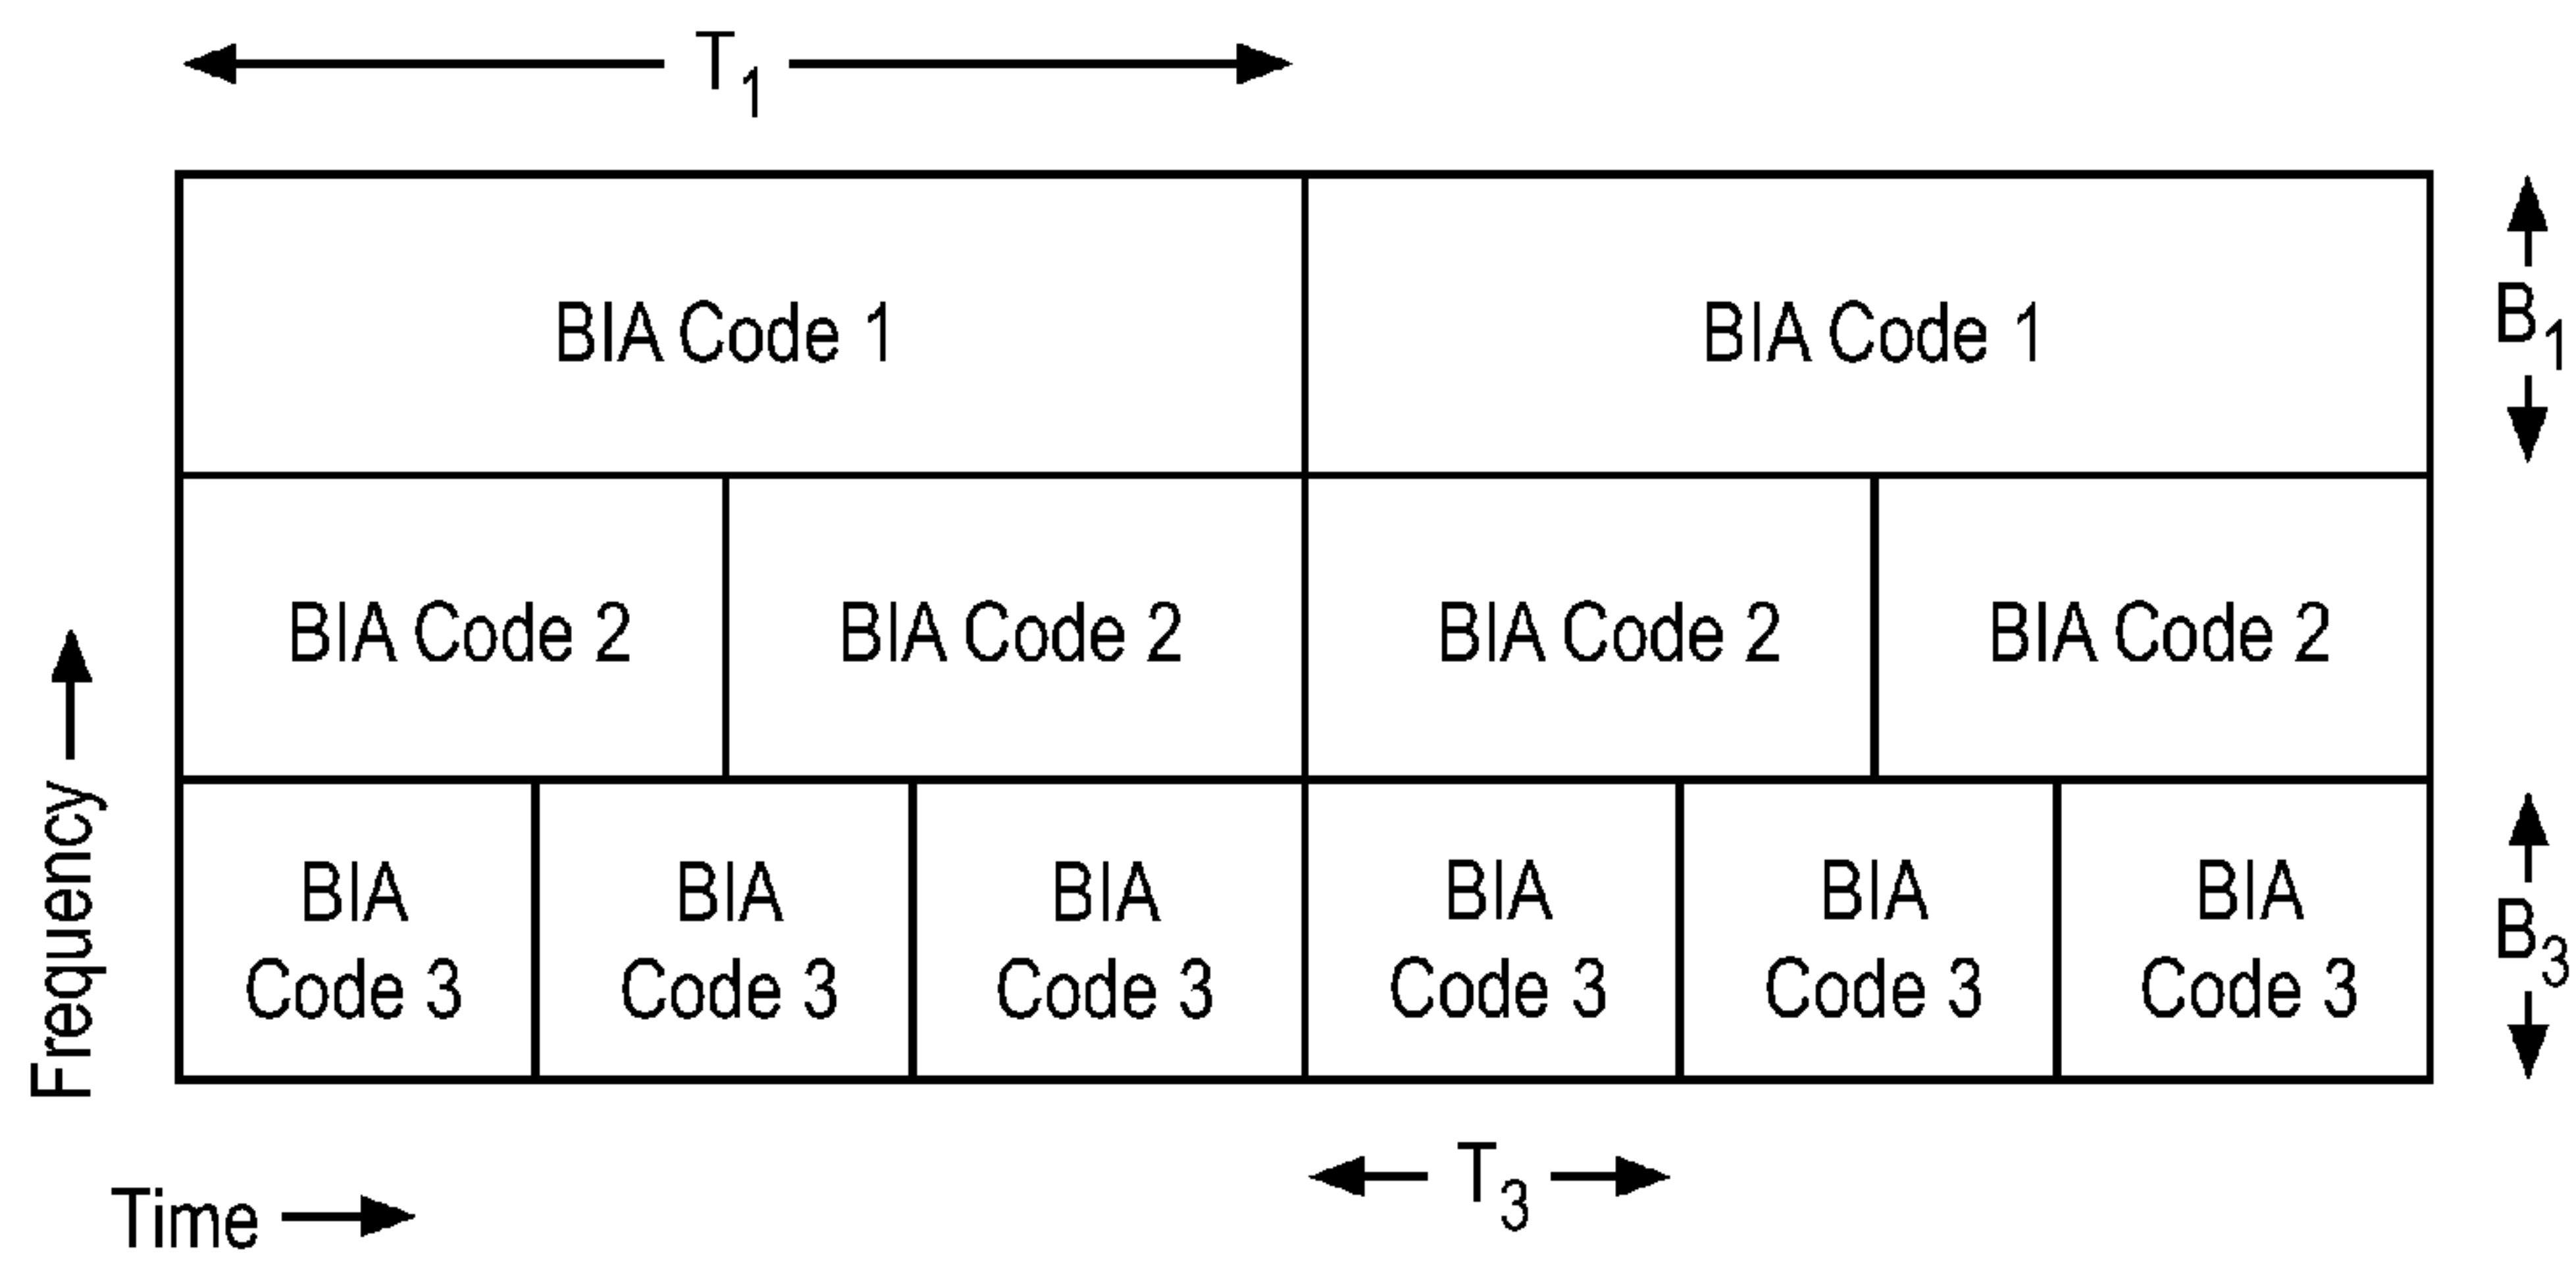 T1
BIA Code 1 BIA Code 1
B1
BIA Code 2 BIA Code 2 BIA Code 2 BIA Code 2
BIA BIA BIA BIA BIA BIA
Code 3 Code 3 Code 3 Code 3 Code 3 Code 3
B3
Frequency
T3
Time